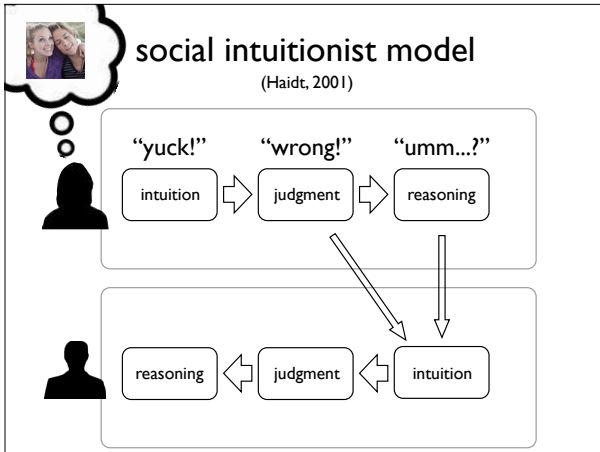 social intuitionist model
(Haidt, 2001)
“yuck!” “wrong!” “umm...?”
intuition judgment reasoning
reasoning judgment intuition